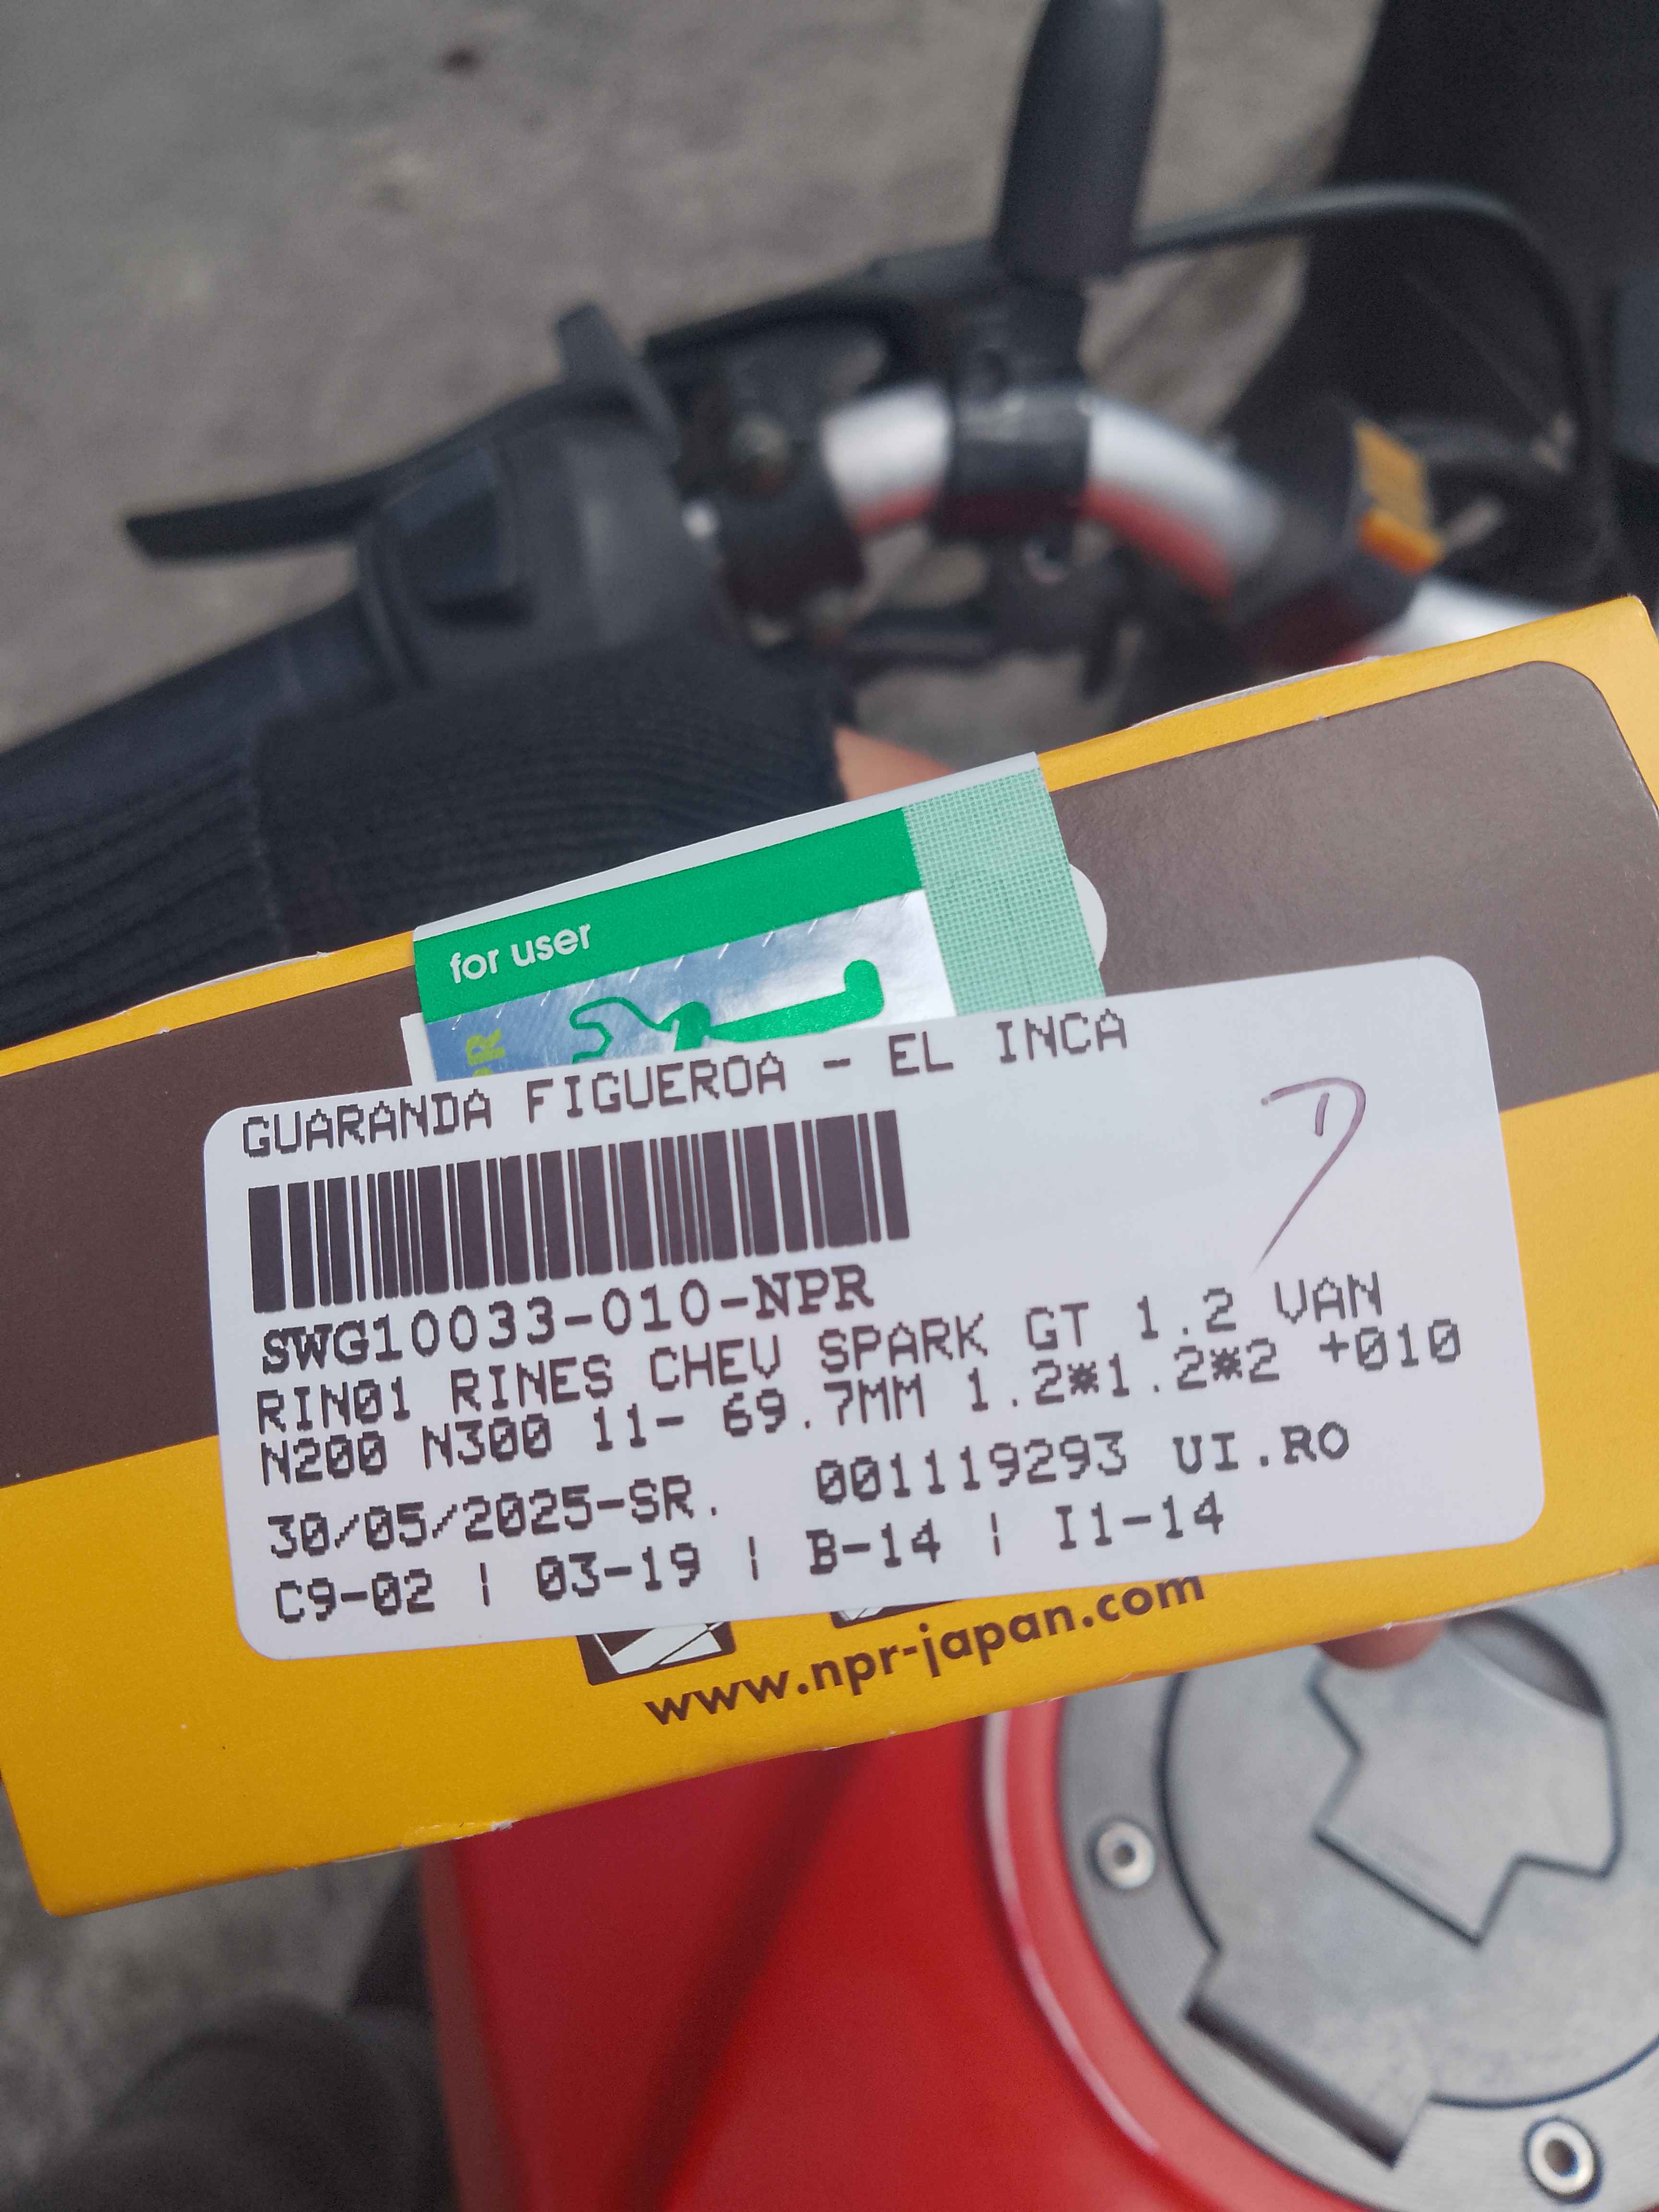 for user
GUARANDA FIGUEROA - EL INCA
SWG10033-010-NPR
RIN01 RINES CHEV SPARK GT 1.2 VAN
N200 N300 11- 69.7MM 1.2*1.2*2 +010
30/05/2025-SR. 001119293 UI.RO
C9-02 | 03-19 | B-14 | I1-14
www.npr-japan.com